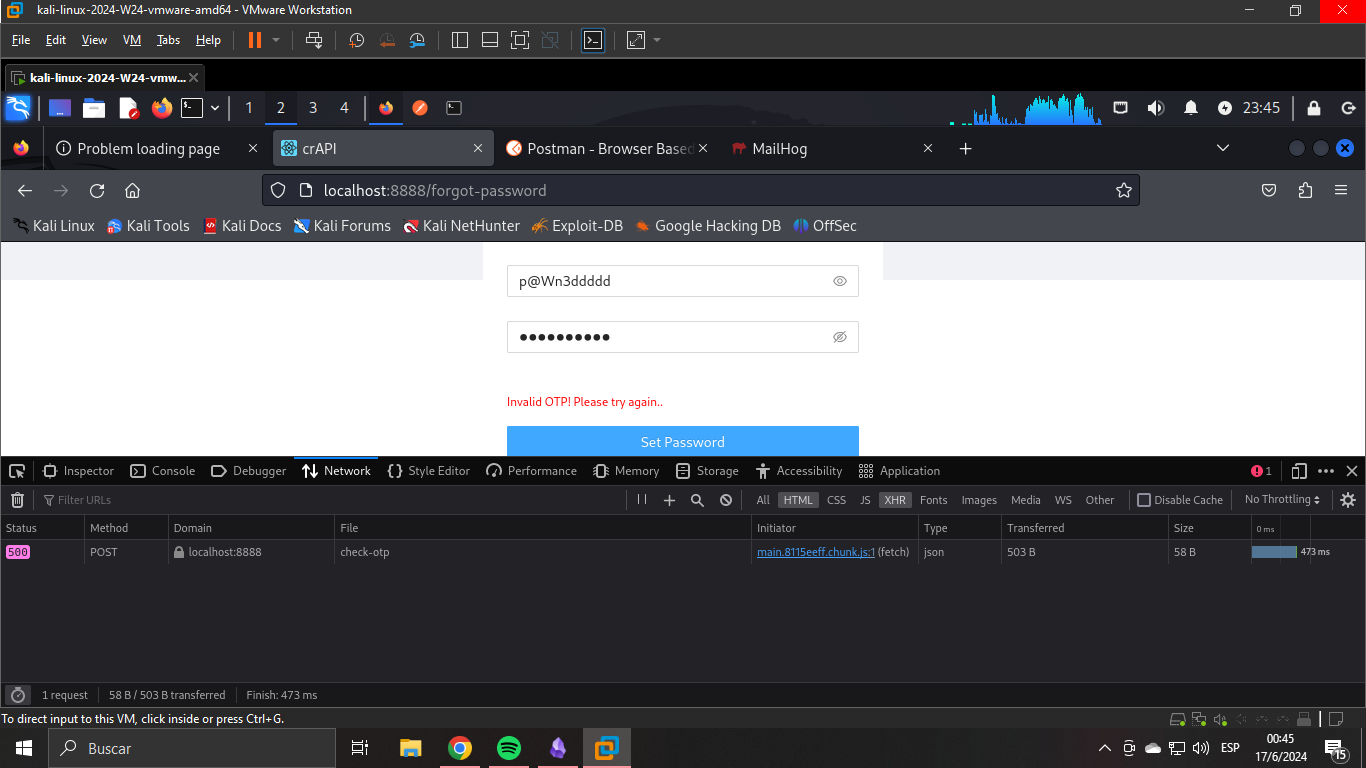 kali-linux-2024-W24-vmware-amd64 - VMware Workstation
File Edit View VM Tabs Help
kali-linux-2024-W24-vmw...
1 2 3 4 23:45
Problem loading page crAPI Postman - Browser Based MailHog
localhost:8888/forgot-password
Kali Linux Kali Tools Kali Docs Kali Forums Kali NetHunter Exploit-DB Google Hacking DB OffSec
p@Wn3ddddd
Invalid OTP! Please try again..
Set Password
Inspector Console Debugger Network Style Editor Performance Memory Storage Accessibility Application 1
Filter URLs All HTML CSS JS XHR Fonts Images Media WS Other Disable Cache No Throttling
Status Method Domain File Initiator Type Transferred Size 0 ms
500 POST localhost:8888 check-otp main.8115eeff.chunk.js:1 (fetch) json 503 B 58 B 473 ms
1 request 58 B / 503 B transferred Finish: 473 ms
To direct input to this VM, click inside or press Ctrl+G.
Buscar ESP 00:45
17/6/2024 15